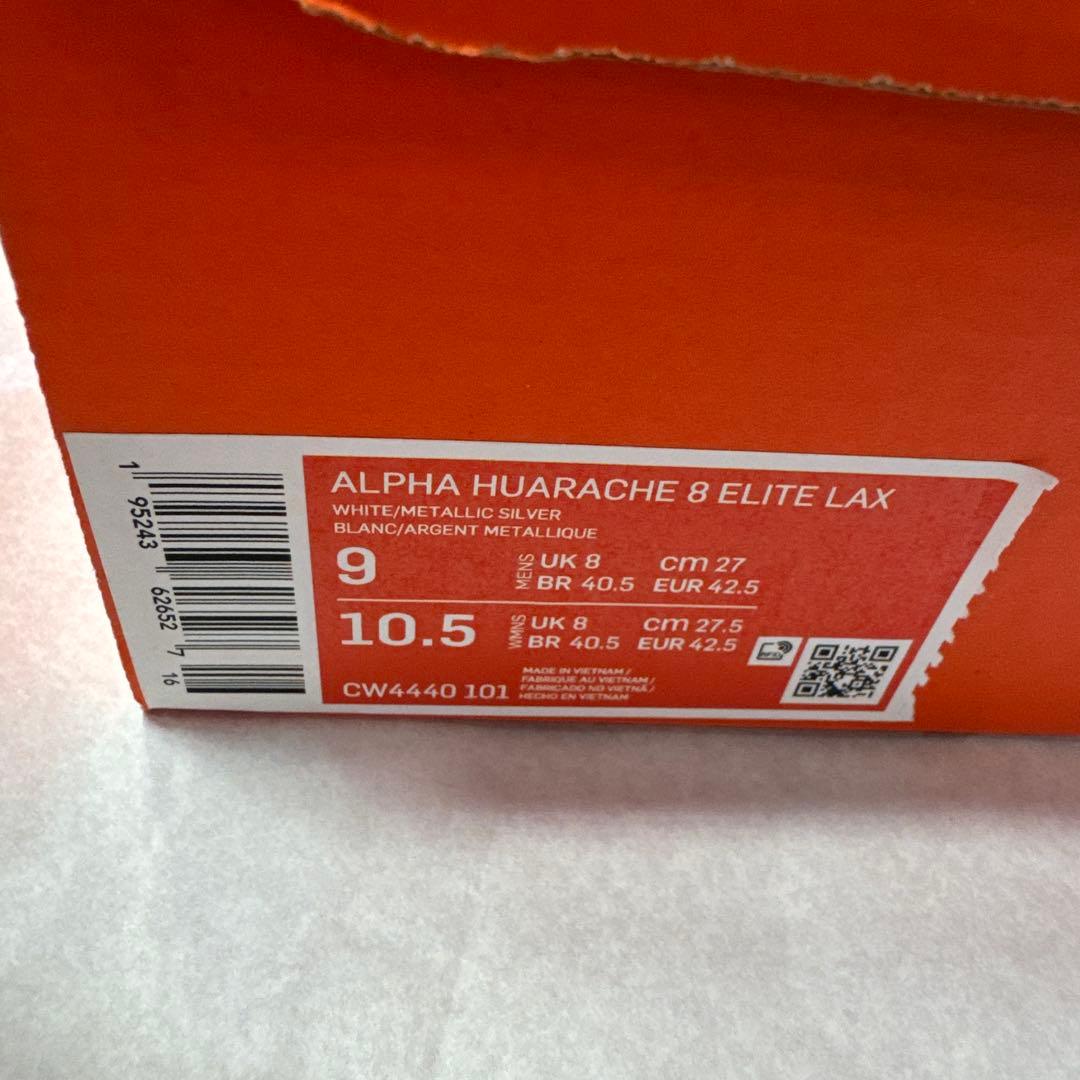 ALPHA HUARACHE 8 ELITE LAX
WHITE/METALLIC SILVER
BLANC/ARGENT METALLIQUE
9
MENS
UK 8 cm 27
BR 40.5 EUR 42.5
10.5
WMNS
UK 8 cm 27.5
BR 40.5 EUR 42.5
CW4440 101
MADE IN VIETNAM /
FABRIQUE AU VIETNAM /
FABRICADO NO VIETNÃ /
HECHO EN VIETNAM
RFID
1 95243 62652 7 16